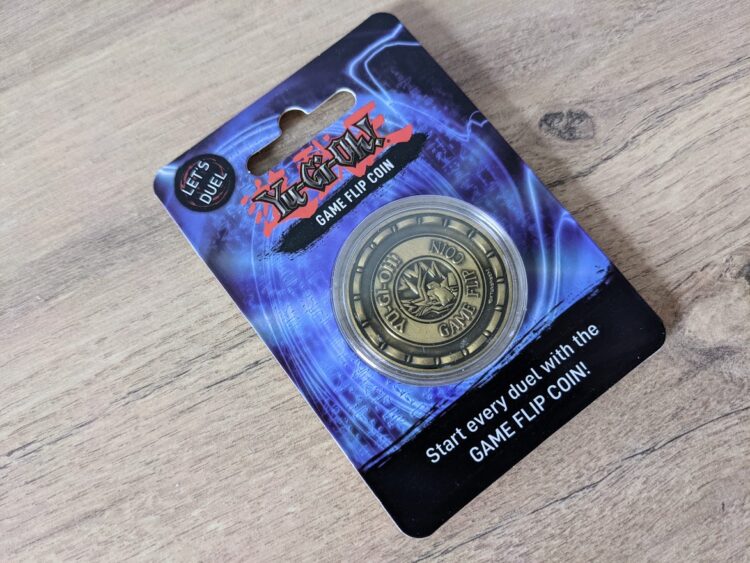 LET'S
DUEL
YU-GI-OH!
GAME FLIP COIN
YU-GI-OH!
GAME FLIP COIN
Start every duel with the
GAME FLIP COIN!